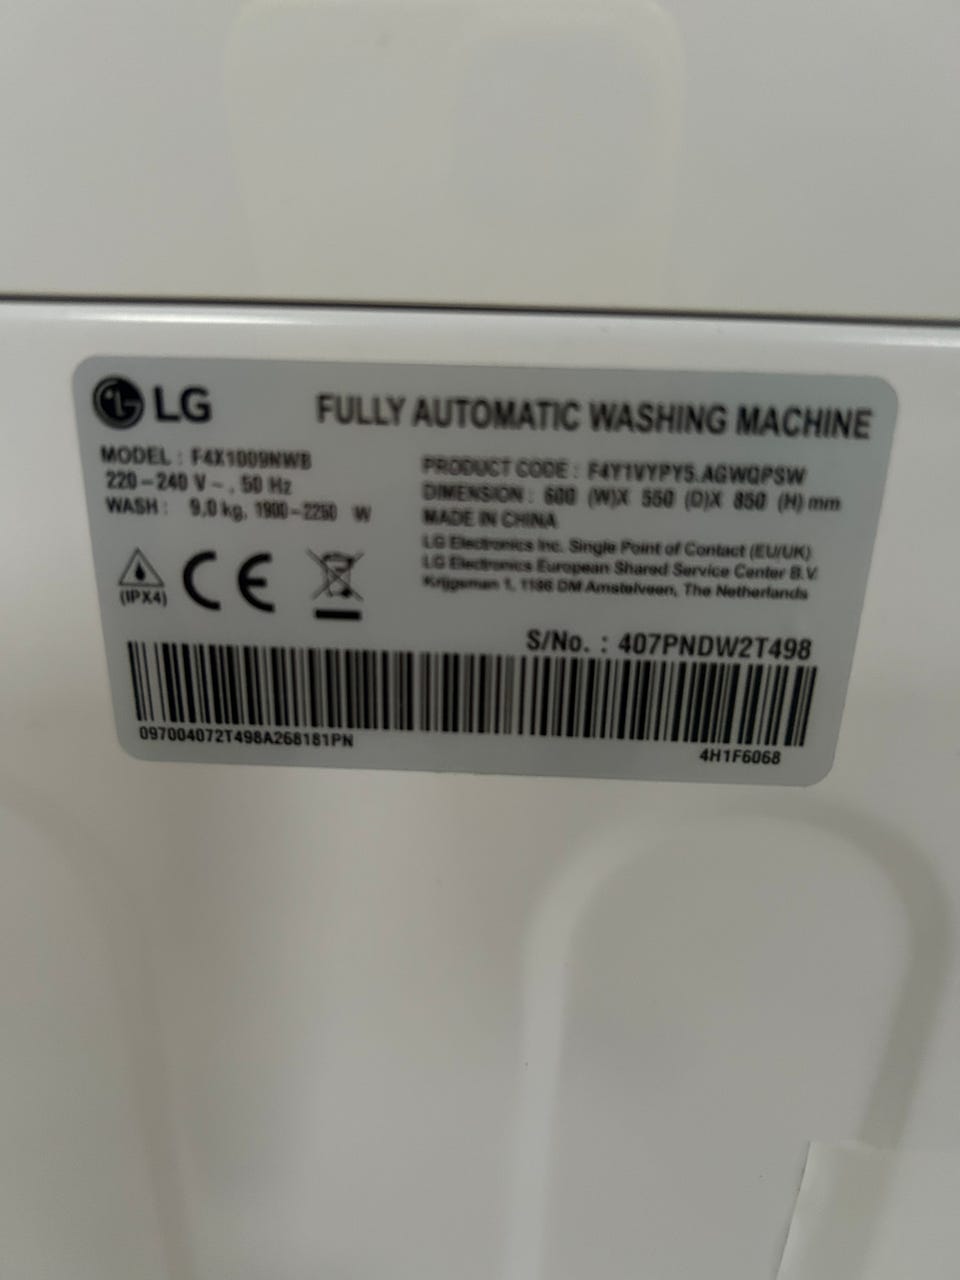 LG
FULLY AUTOMATIC WASHING MACHINE
MODEL : F4X1009NWB
220-240 V~, 50 Hz
WASH : 9,0 kg, 1900-2250 W
PRODUCT CODE : F4Y1VYPY5.AGWQPSW
DIMENSION : 600 (W)X 550 (D)X 850 (H) mm
MADE IN CHINA
LG Electronics Inc. Single Point of Contact (EU/UK)
LG Electronics European Shared Service Center B.V.
Krijgsman 1, 1186 DM Amstelveen, The Netherlands
(IPX4)
CE
S/No. : 407PNDW2T498
097004072T498A268181PN
4H1F6068